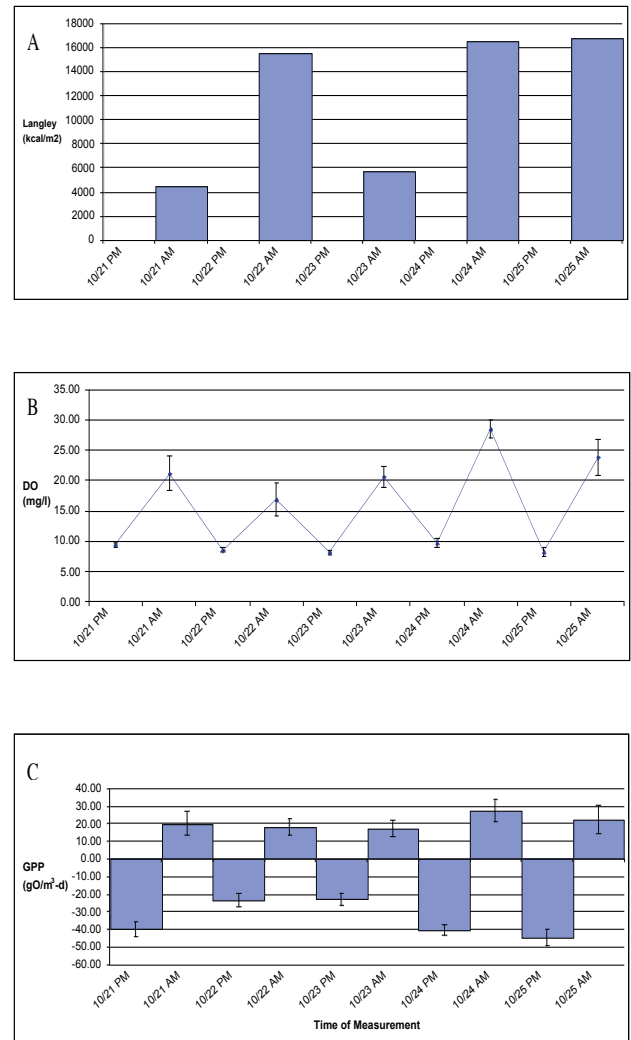 A
18000
16000
14000
12000
10000
8000
6000
4000
2000
0
Langley
(kcal/m2)
10/21 PM
10/21 AM
10/22 PM
10/22 AM
10/23 PM
10/23 AM
10/24 PM
10/24 AM
10/25 PM
10/25 AM
B
35.00
30.00
25.00
20.00
15.00
10.00
5.00
0.00
DO
(mg/l)
10/21 PM
10/21 AM
10/22 PM
10/22 AM
10/23 PM
10/23 AM
10/24 PM
10/24 AM
10/25 PM
10/25 AM
C
40.00
30.00
20.00
10.00
0.00
-10.00
-20.00
-30.00
-40.00
-50.00
-60.00
GPP
(gO/m³-d)
10/21 PM
10/21 AM
10/22 PM
10/22 AM
10/23 PM
10/23 AM
10/24 PM
10/24 AM
10/25 PM
10/25 AM
Time of Measurement